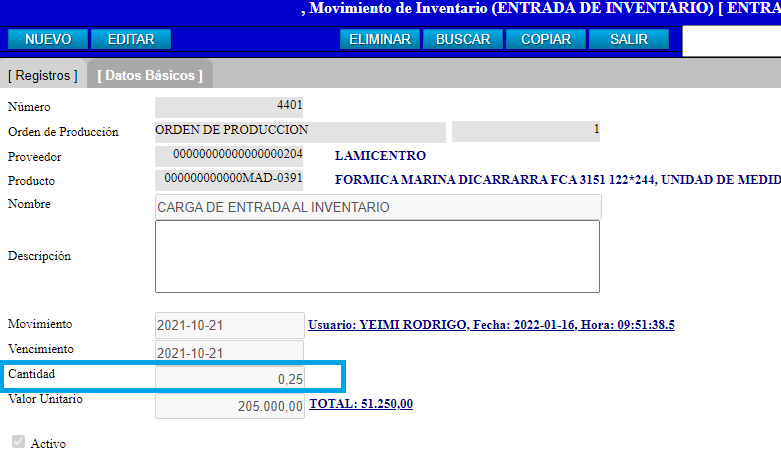 , Movimiento de Inventario (ENTRADA DE INVENTARIO) [ ENTRA
NUEVO EDITAR ELIMINAR BUSCAR COPIAR SALIR
[ Registros ] [ Datos Básicos ]
Número 4401
Orden de Producción ORDEN DE PRODUCCION 1
Proveedor 00000000000000000204 LAMICENTRO
Producto 000000000000MAD-0391 FORMICA MARINA DICARRARRA FCA 3151 122*244, UNIDAD DE MEDID
Nombre CARGA DE ENTRADA AL INVENTARIO
Descripción
Movimiento 2021-10-21 Usuario: YEIMI RODRIGO, Fecha: 2022-01-16, Hora: 09:51:38.5
Vencimiento 2021-10-21
Cantidad 0,25
Valor Unitario 205.000,00 TOTAL: 51.250,00
Activo